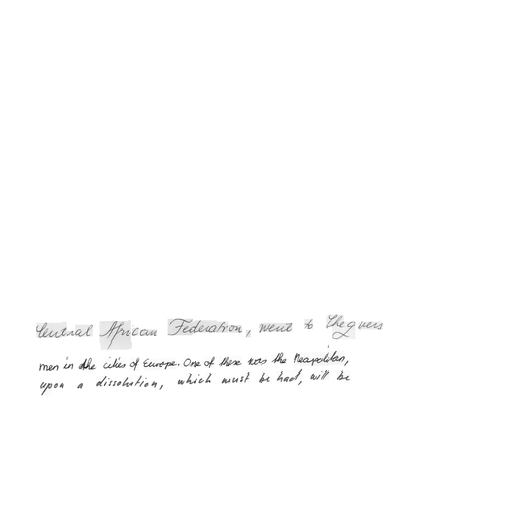 Central African Federation, went to Chequers
men in the cities of Europe. One of these was the Neapolitan,
upon a dissolution, which must be had, will be